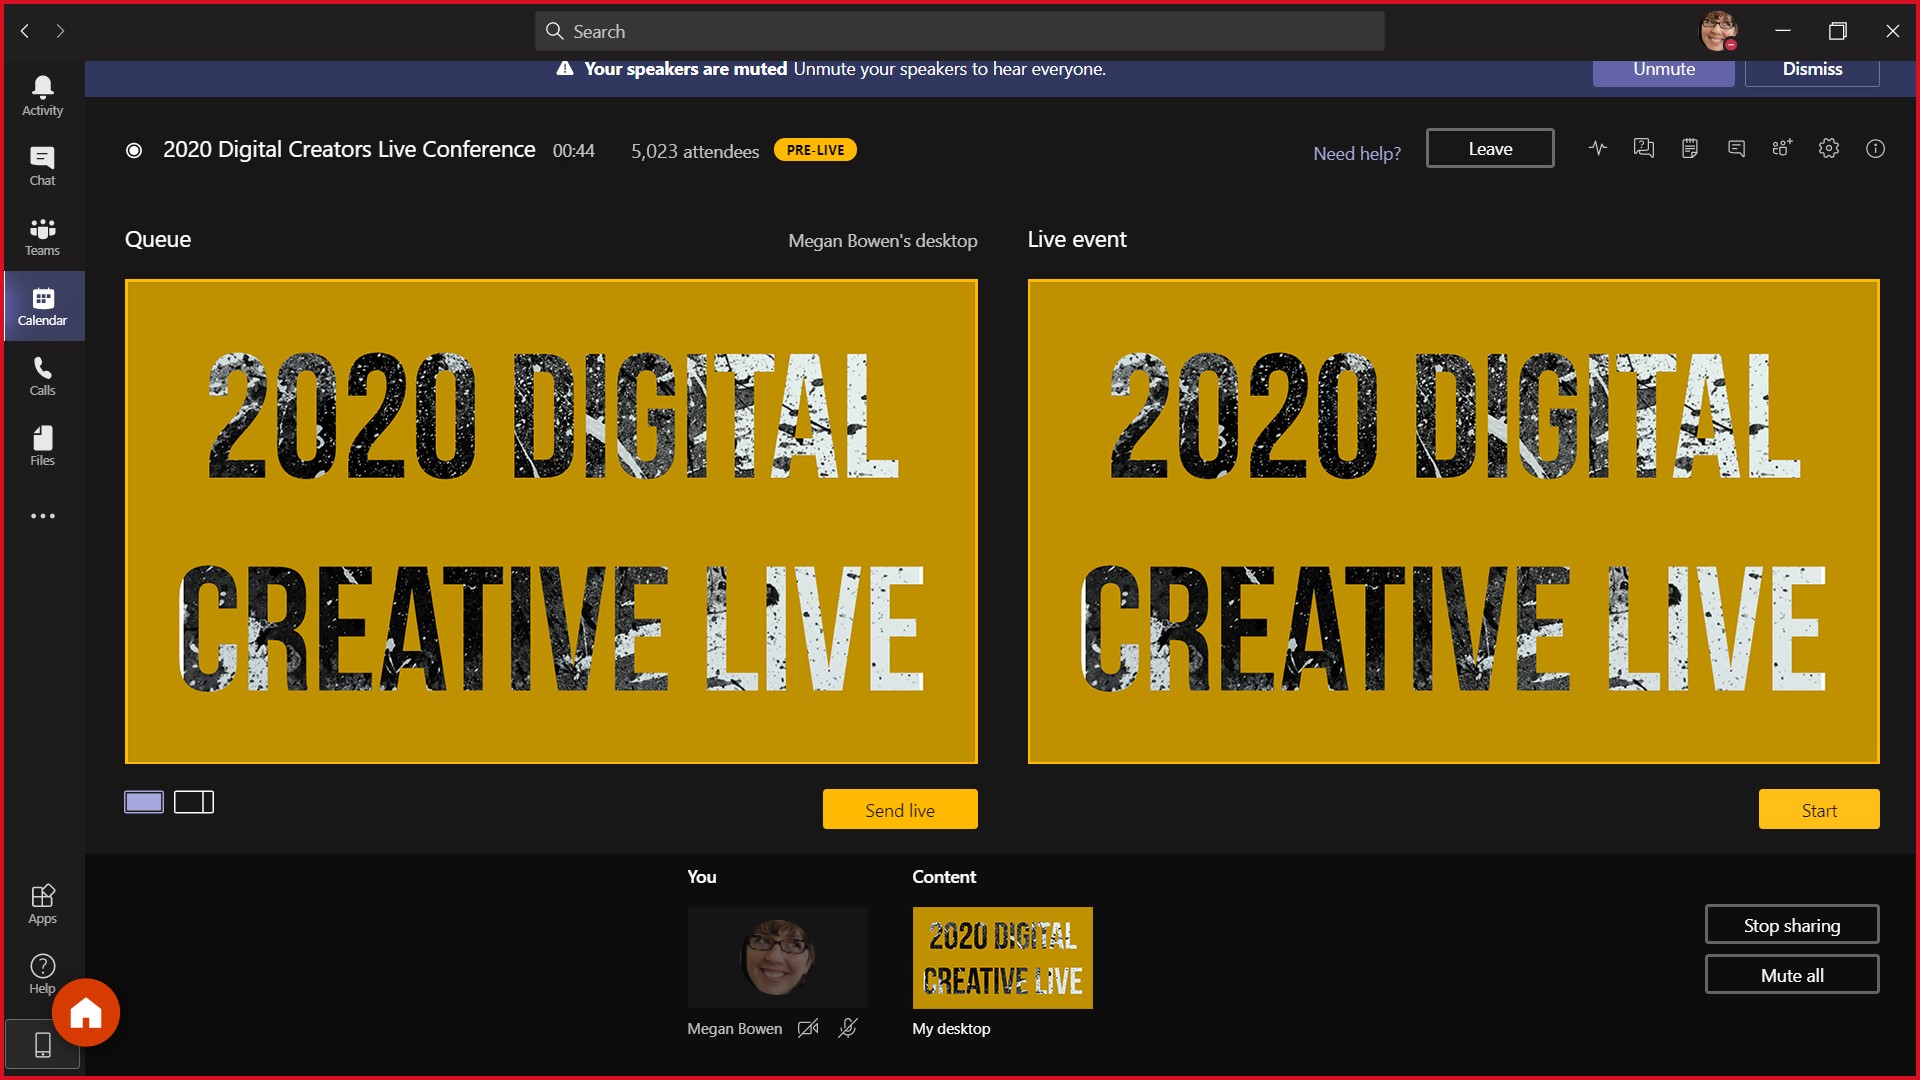 Search
Your speakers are muted Unmute your speakers to hear everyone.
Unmute
Dismiss
Activity
Chat
Teams
Calendar
Calls
Files
Apps
Help
2020 Digital Creators Live Conference 00:44 5,023 attendees PRE-LIVE
Need help?
Leave
Queue
Megan Bowen's desktop
Live event
2020 DIGITAL
CREATIVE LIVE
2020 DIGITAL
CREATIVE LIVE
Send live
Start
You
Content
2020 DIGITAL
CREATIVE LIVE
Megan Bowen
My desktop
Stop sharing
Mute all